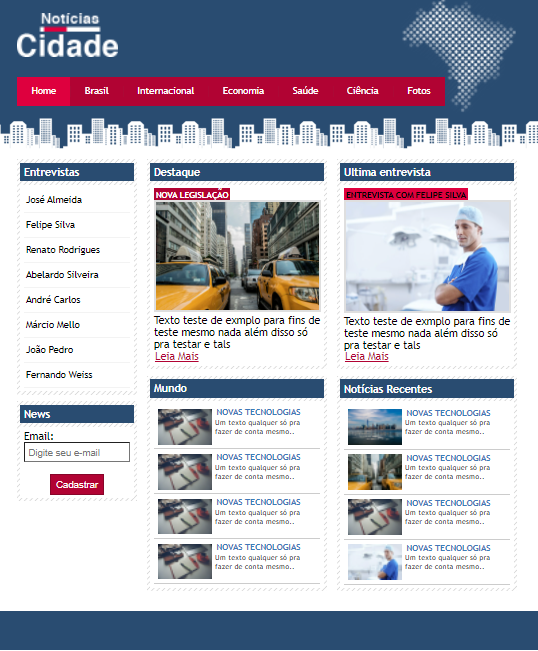 Notícias
Cidade
Home
Brasil
Internacional
Economia
Saúde
Ciência
Fotos
Entrevistas
José Almeida
Felipe Silva
Renato Rodrigues
Abelardo Silveira
André Carlos
Márcio Mello
João Pedro
Fernando Weiss
News
Email:
Digite seu e-mail
Cadastrar
Destaque
NOVA LEGISLAÇÃO
Texto teste de exmplo para fins de
teste mesmo nada além disso só
pra testar e tals
Leia Mais
Ultima entrevista
ENTREVISTA COM FELIPE SILVA
Texto teste de exmplo para fins de
teste mesmo nada além disso só
pra testar e tals
Leia Mais
Mundo
NOVAS TECNOLOGIAS
Um texto qualquer só pra
fazer de conta mesmo..
NOVAS TECNOLOGIAS
Um texto qualquer só pra
fazer de conta mesmo..
NOVAS TECNOLOGIAS
Um texto qualquer só pra
fazer de conta mesmo..
NOVAS TECNOLOGIAS
Um texto qualquer só pra
fazer de conta mesmo..
Notícias Recentes
NOVAS TECNOLOGIAS
Um texto qualquer só pra
fazer de conta mesmo..
NOVAS TECNOLOGIAS
Um texto qualquer só pra
fazer de conta mesmo..
NOVAS TECNOLOGIAS
Um texto qualquer só pra
fazer de conta mesmo..
NOVAS TECNOLOGIAS
Um texto qualquer só pra
fazer de conta mesmo..